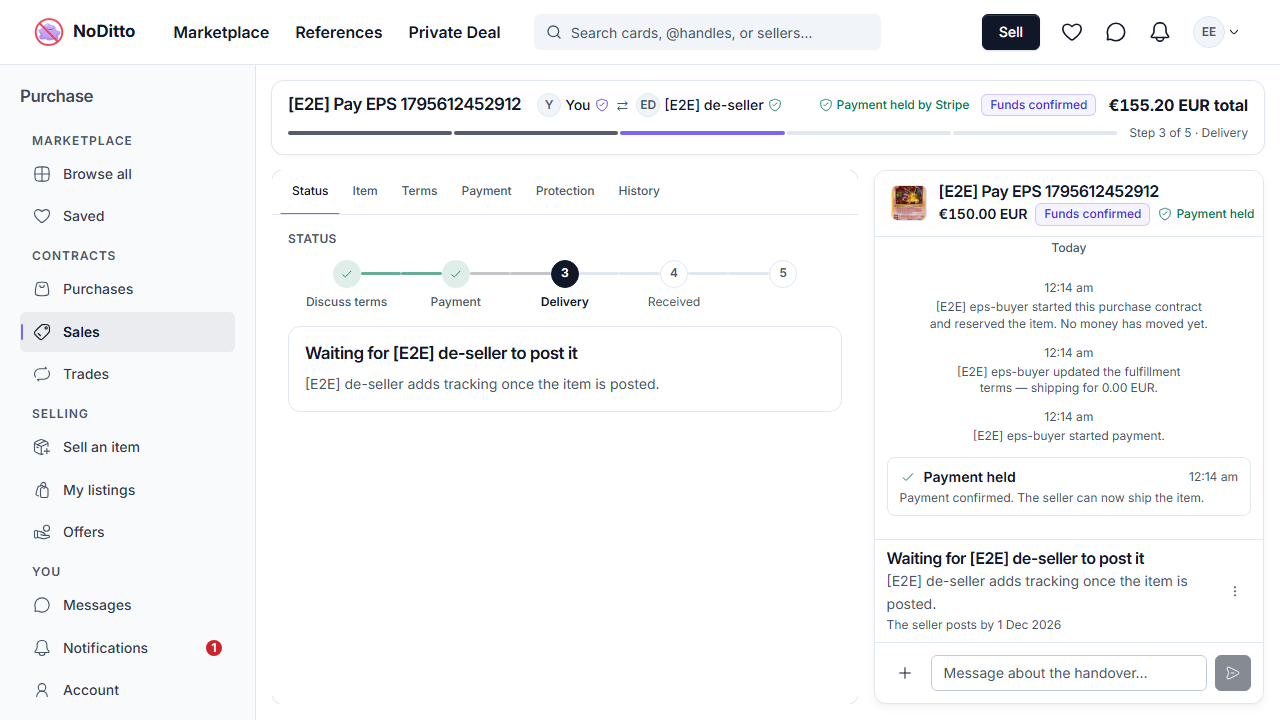 NoDitto
Marketplace
References
Private Deal
Search cards, @handles, or sellers...
Sell
EE
Purchase
MARKETPLACE
Browse all
Saved
CONTRACTS
Purchases
Sales
Trades
SELLING
Sell an item
My listings
Offers
YOU
Messages
Notifications
1
Account
[E2E] Pay EPS 1795612452912
Y You
ED [E2E] de-seller
Payment held by Stripe
Funds confirmed
€155.20 EUR total
Step 3 of 5 · Delivery
Status
Item
Terms
Payment
Protection
History
STATUS
3
4
5
Discuss terms
Payment
Delivery
Received
Waiting for [E2E] de-seller to post it
[E2E] de-seller adds tracking once the item is posted.
[E2E] Pay EPS 1795612452912
€150.00 EUR
Funds confirmed
Payment held
Today
12:14 am
[E2E] eps-buyer started this purchase contract
and reserved the item. No money has moved yet.
12:14 am
[E2E] eps-buyer updated the fulfillment
terms — shipping for 0.00 EUR.
12:14 am
[E2E] eps-buyer started payment.
Payment held
12:14 am
Payment confirmed. The seller can now ship the item.
Waiting for [E2E] de-seller to post it
[E2E] de-seller adds tracking once the item is
posted.
The seller posts by 1 Dec 2026
Message about the handover...